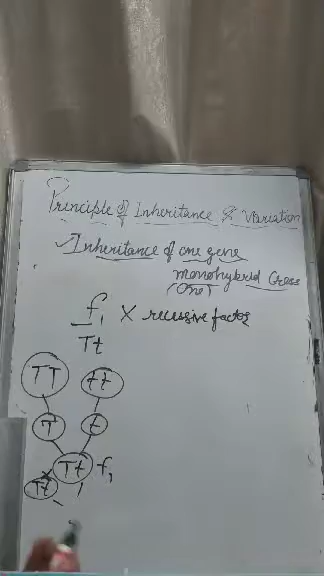 Principle of Inheritance & Variation
Inheritance of one gene
monohybrid Cross
(One)
f₁ X recessive factor
Tt
TT tt
T t
Tt f₁
X
Tt